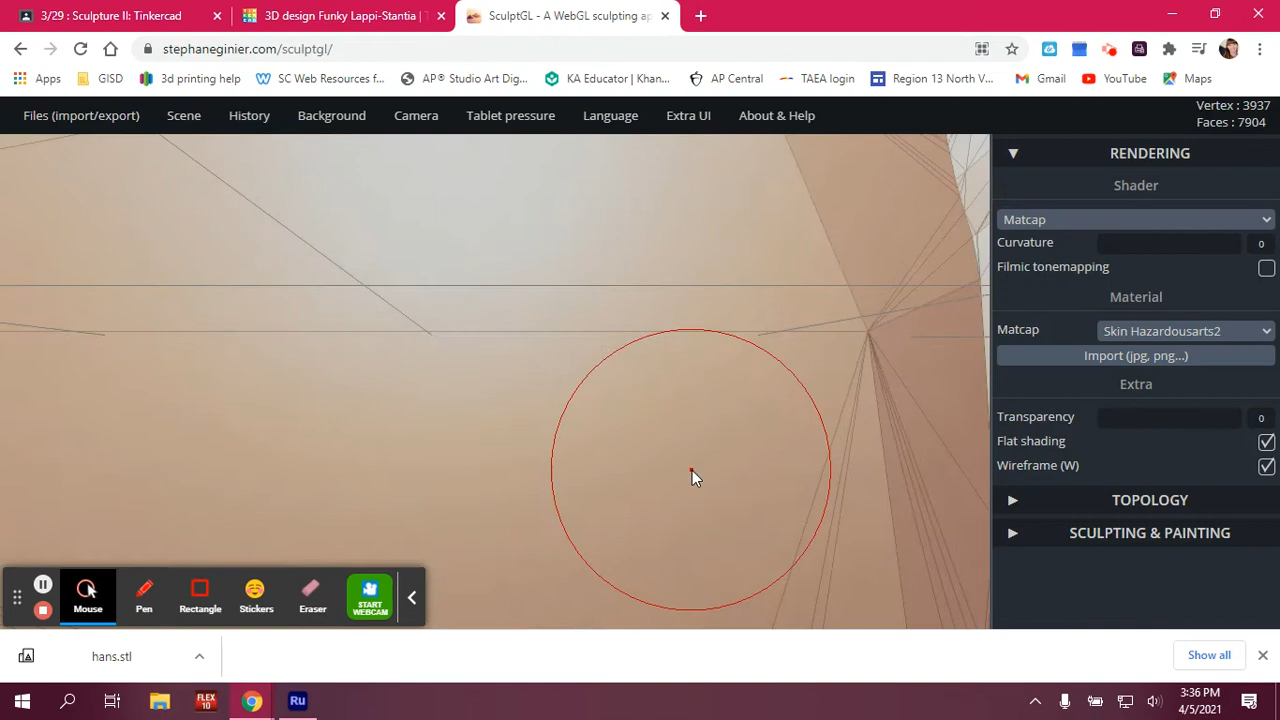 3/29 : Sculpture II: Tinkercad
3D design Funky Lappi-Stantia |
SculptGL - A WebGL sculpting ap
stephaneginier.com/sculptgl/
Apps
GISD
3d printing help
SC Web Resources f...
AP® Studio Art Dig...
KA Educator | Khan...
AP Central
TAEA login
Region 13 North V...
Gmail
YouTube
Maps
Files (import/export)
Scene
History
Background
Camera
Tablet pressure
Language
Extra UI
About & Help
Vertex : 3937
Faces : 7904
RENDERING
Shader
Matcap
Curvature
0
Filmic tonemapping
Material
Matcap
Skin Hazardousarts2
Import (jpg, png...)
Extra
Transparency
0
Flat shading
Wireframe (W)
TOPOLOGY
SCULPTING & PAINTING
Mouse
Pen
Rectangle
Stickers
Eraser
START
WEBCAM
hans.stl
Show all
FLEX
10
Ru
3:36 PM
4/5/2021